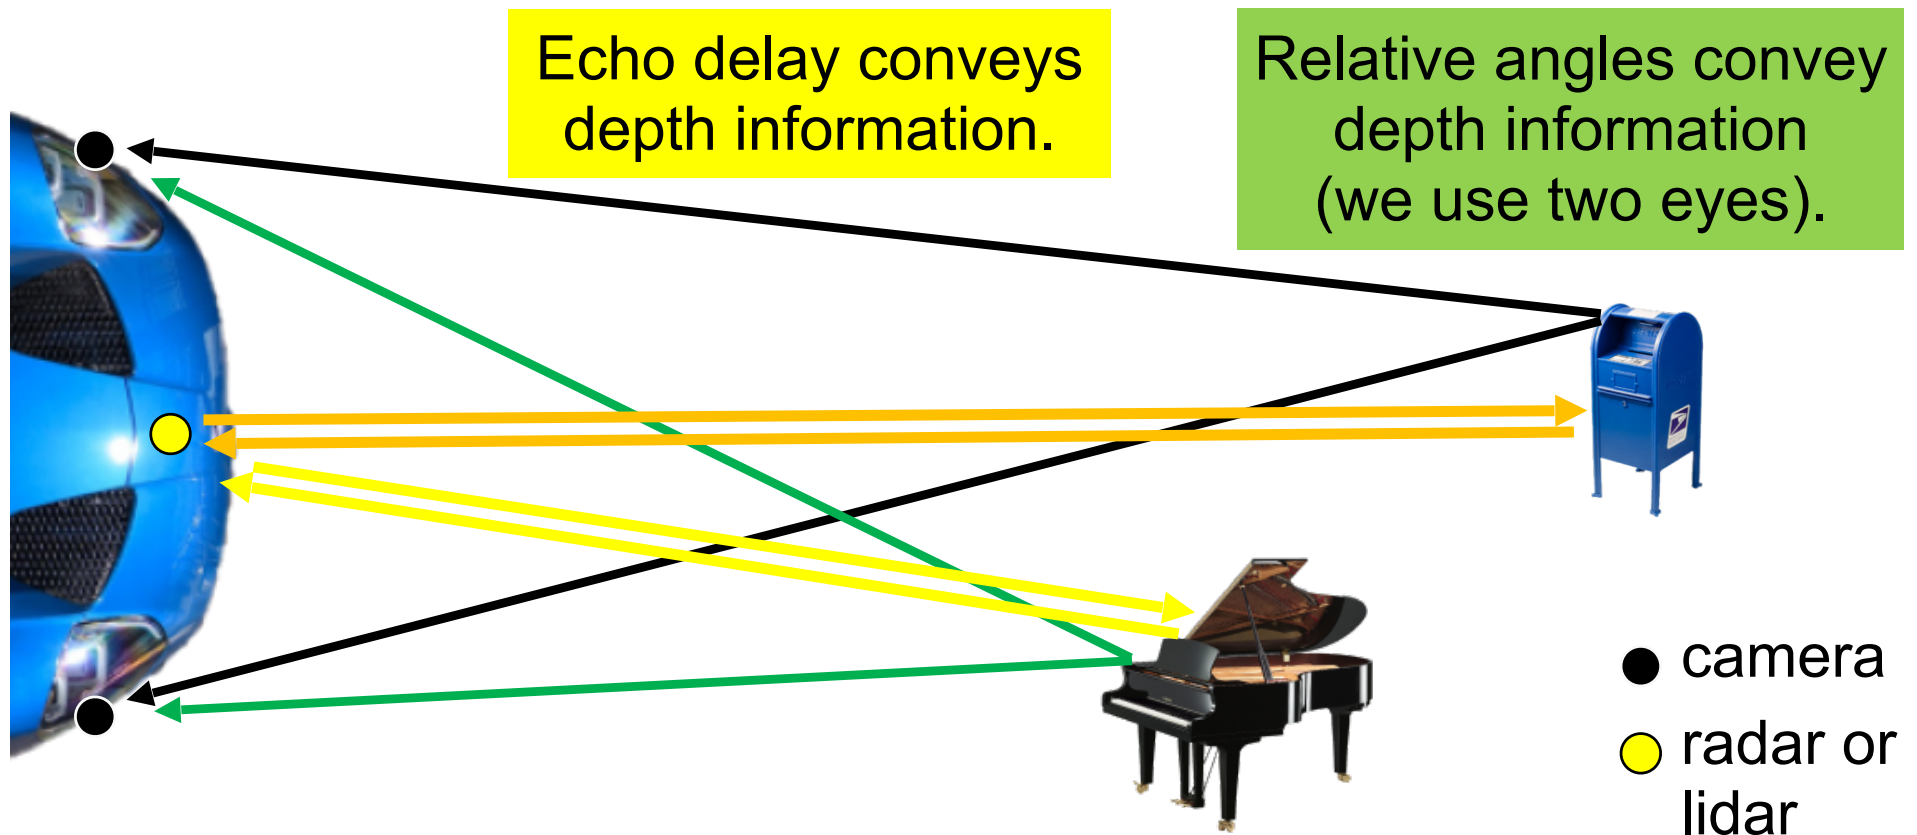 Echo delay conveys
depth information.
Relative angles convey
depth information
(we use two eyes).
camera
radar or
lidar